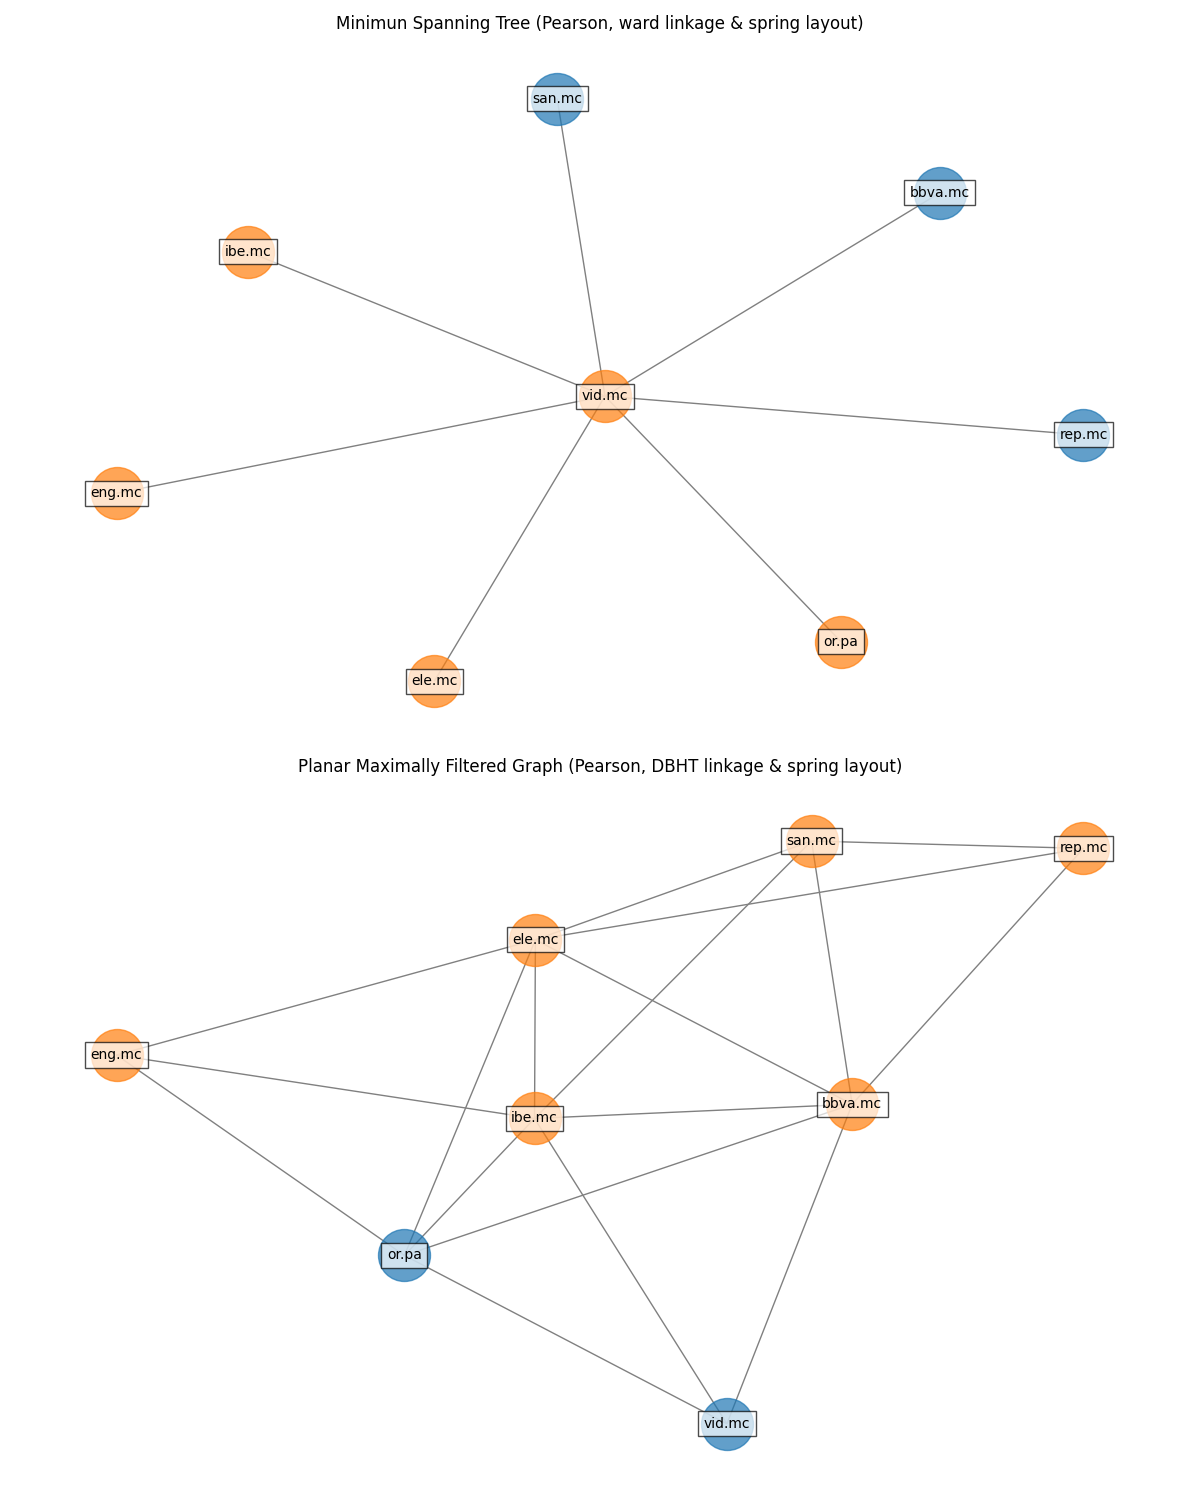 Minimun Spanning Tree (Pearson, ward linkage & spring layout)
san.mc
bbva.mc
ibe.mc
vid.mc
rep.mc
eng.mc
or.pa
ele.mc
Planar Maximally Filtered Graph (Pearson, DBHT linkage & spring layout)
san.mc
rep.mc
ele.mc
eng.mc
bbva.mc
ibe.mc
or.pa
vid.mc